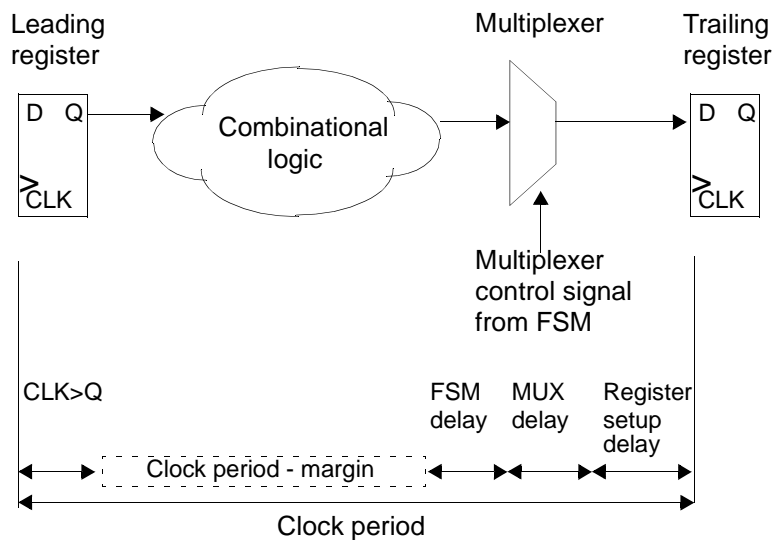 Leading
register
Multiplexer
Trailing
register
D Q
CLK
Combinational
logic
D Q
CLK
Multiplexer
control signal
from FSM
CLK>Q
FSM
delay
MUX
delay
Register
setup
delay
Clock period - margin
Clock period